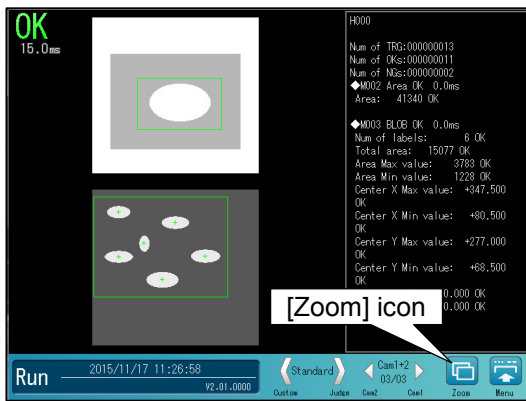 OK
15.0ms
H000
Num of TRG:000000013
Num of OKs:000000011
Num of NGs:000000002
◆M002 Area OK 0.0ms
Area: 41340 OK
◆M003 BLOB OK 0.0ms
Num of labels: 6 OK
Total area: 15077 OK
Area Max value: 3783 OK
Area Min value: 1228 OK
Center X Max value: +347.500
OK
Center X Min value: +80.500
OK
Center Y Max value: +277.000
OK
Center Y Min value: +68.500
OK
0.000 OK
0.000 OK
[Zoom] icon
Run
2015/11/17 11:26:58
V2.01.0000
Standard
Custom
Judge
Cam1+2
03/03
Cam2
Cam1
Zoom
Menu